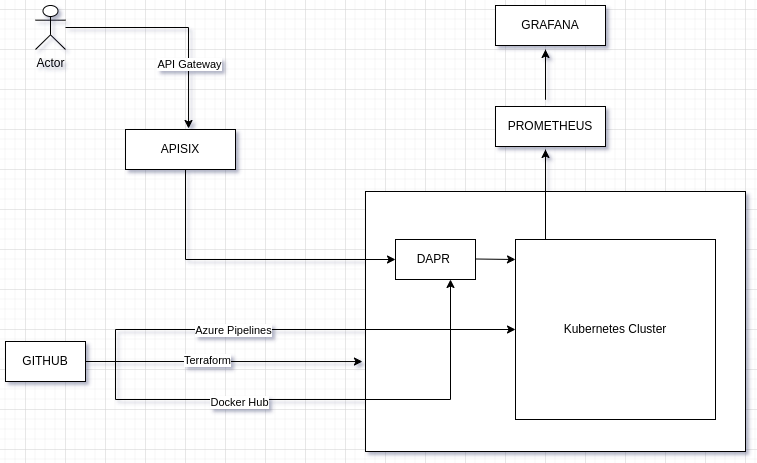 GRAFANA
Actor
API Gateway
PROMETHEUS
APISIX
DAPR
Azure Pipelines
Kubernetes Cluster
GITHUB
Terraform
Docker Hub